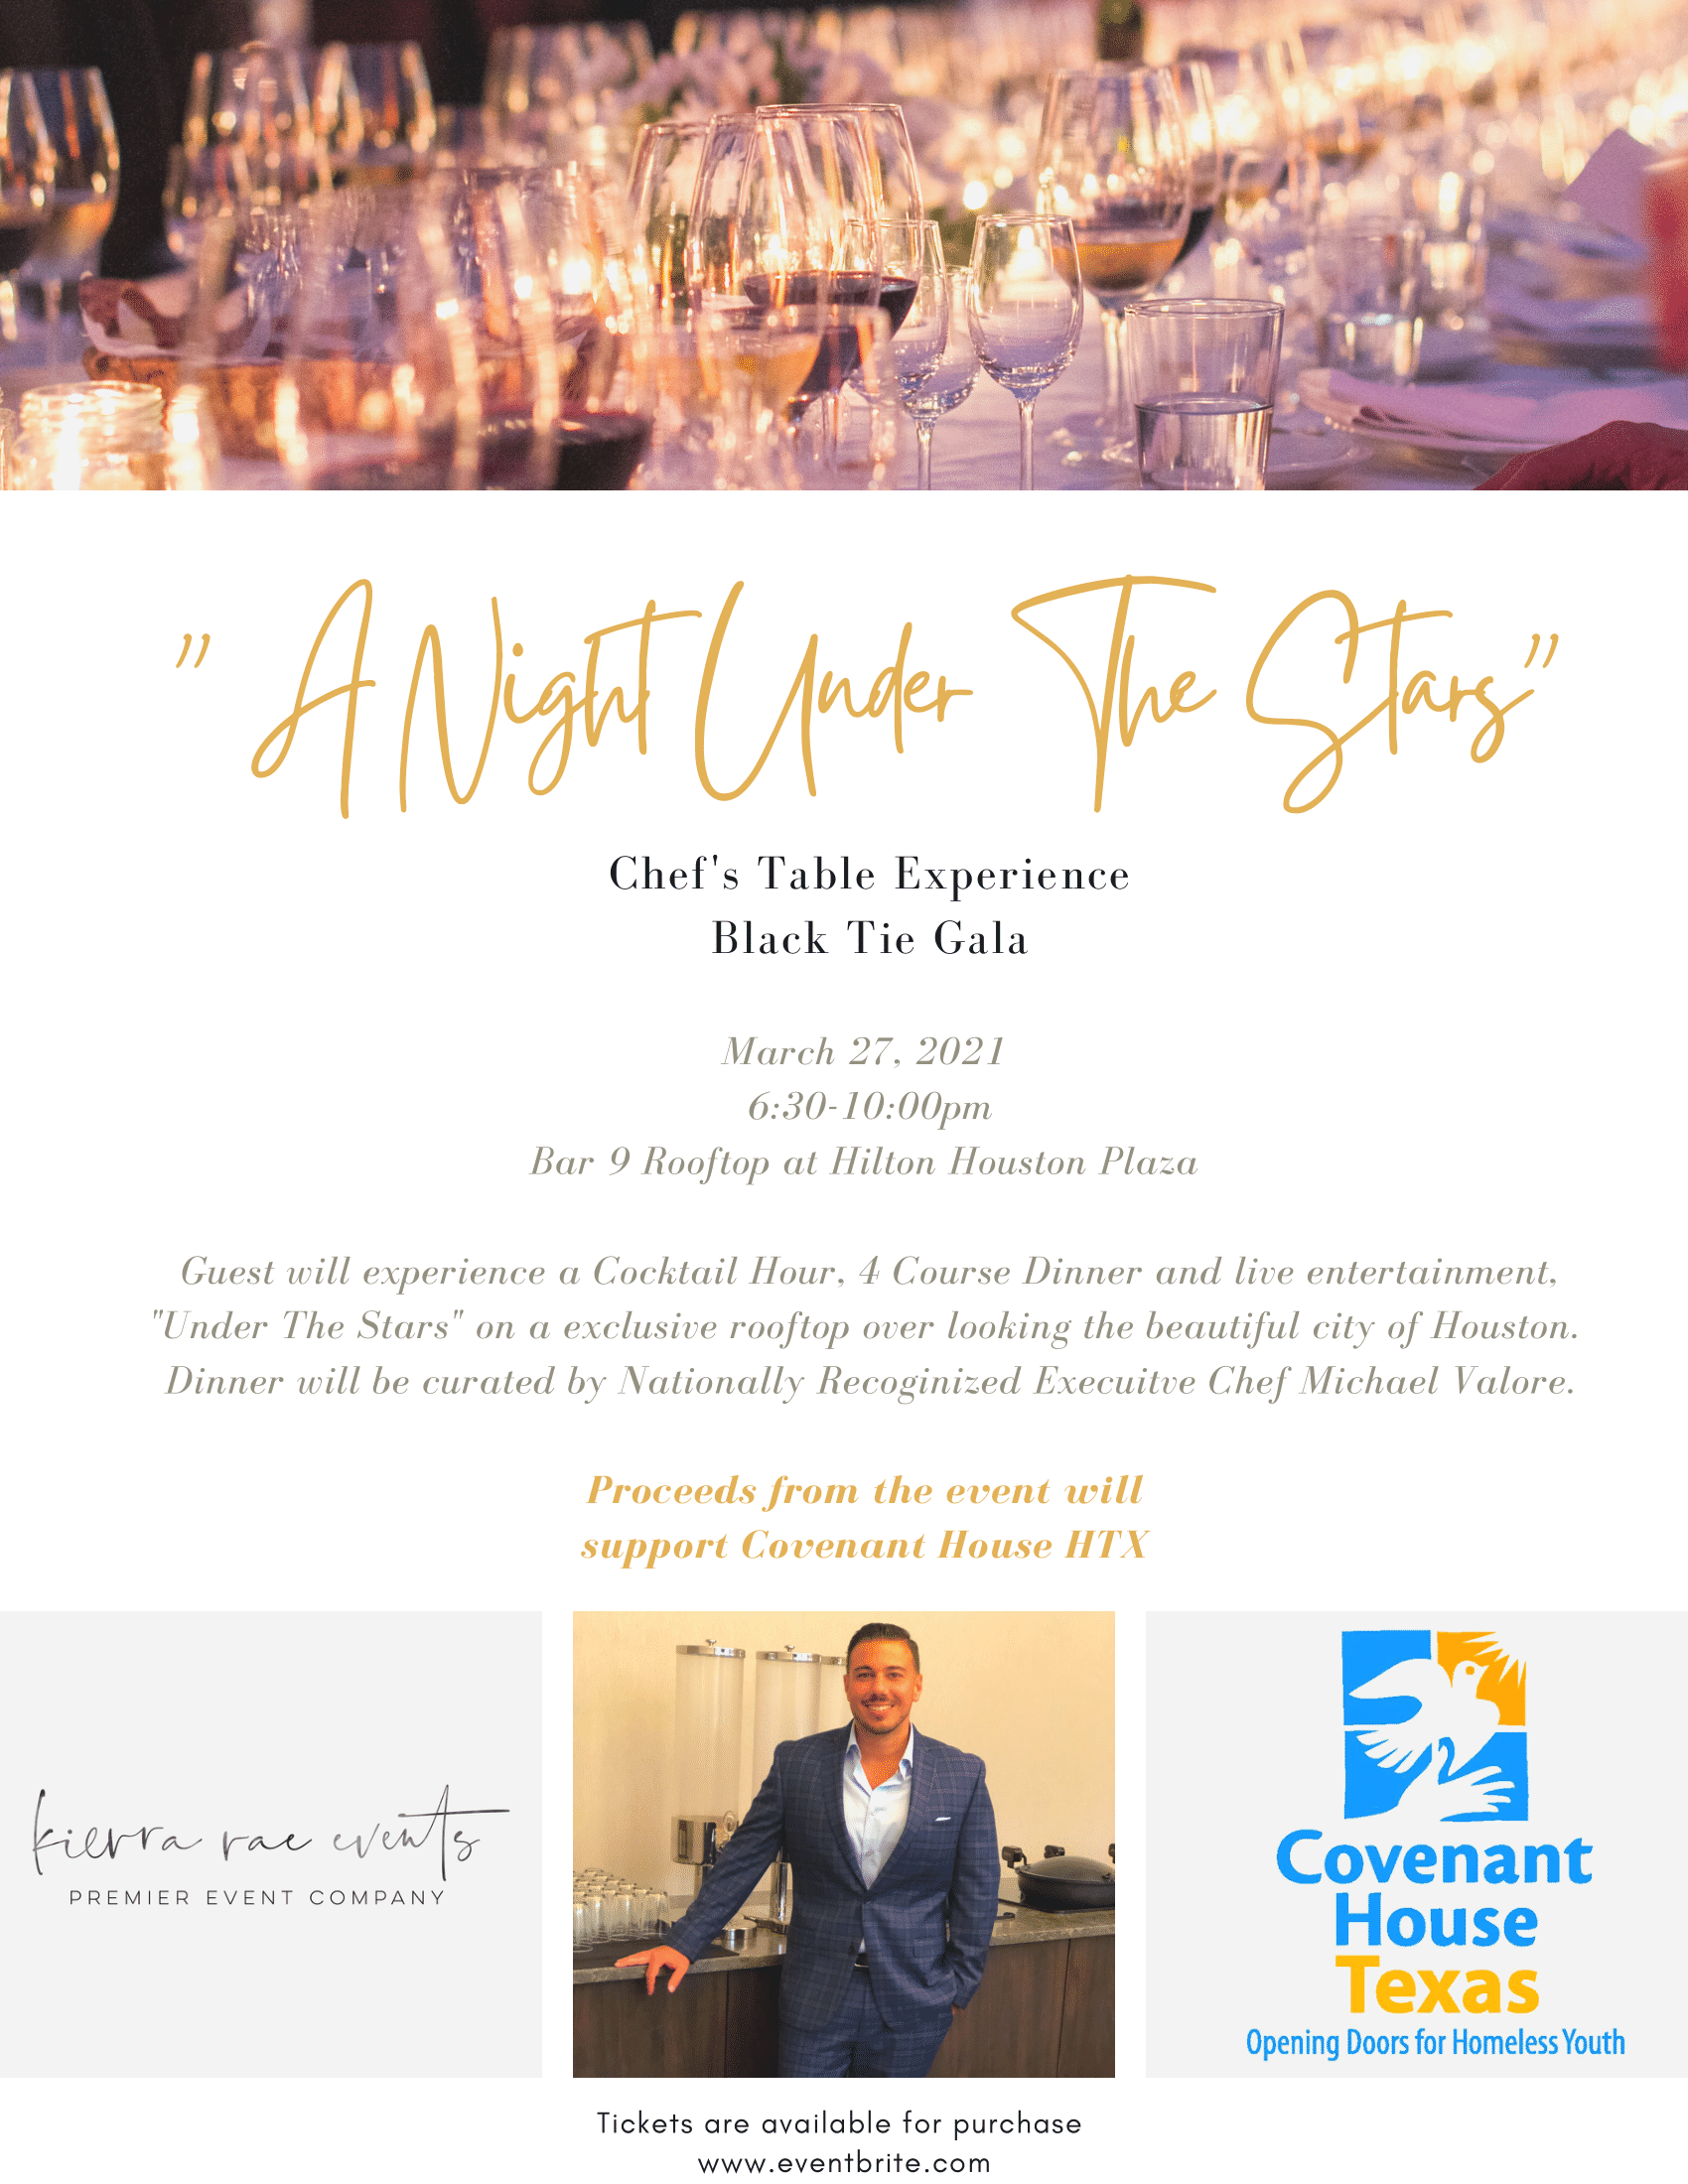 " A Night Under The Stars"
Chef's Table Experience
Black Tie Gala
March 27, 2021
6:30-10:00pm
Bar 9 Rooftop at Hilton Houston Plaza
Guest will experience a Cocktail Hour, 4 Course Dinner and live entertainment,
"Under The Stars" on a exclusive rooftop over looking the beautiful city of Houston.
Dinner will be curated by Nationally Recoginized Execuitve Chef Michael Valore.
Proceeds from the event will
support Covenant House HTX
kierra rae events
PREMIER EVENT COMPANY
Covenant
House
Texas
Opening Doors for Homeless Youth
Tickets are available for purchase
www.eventbrite.com